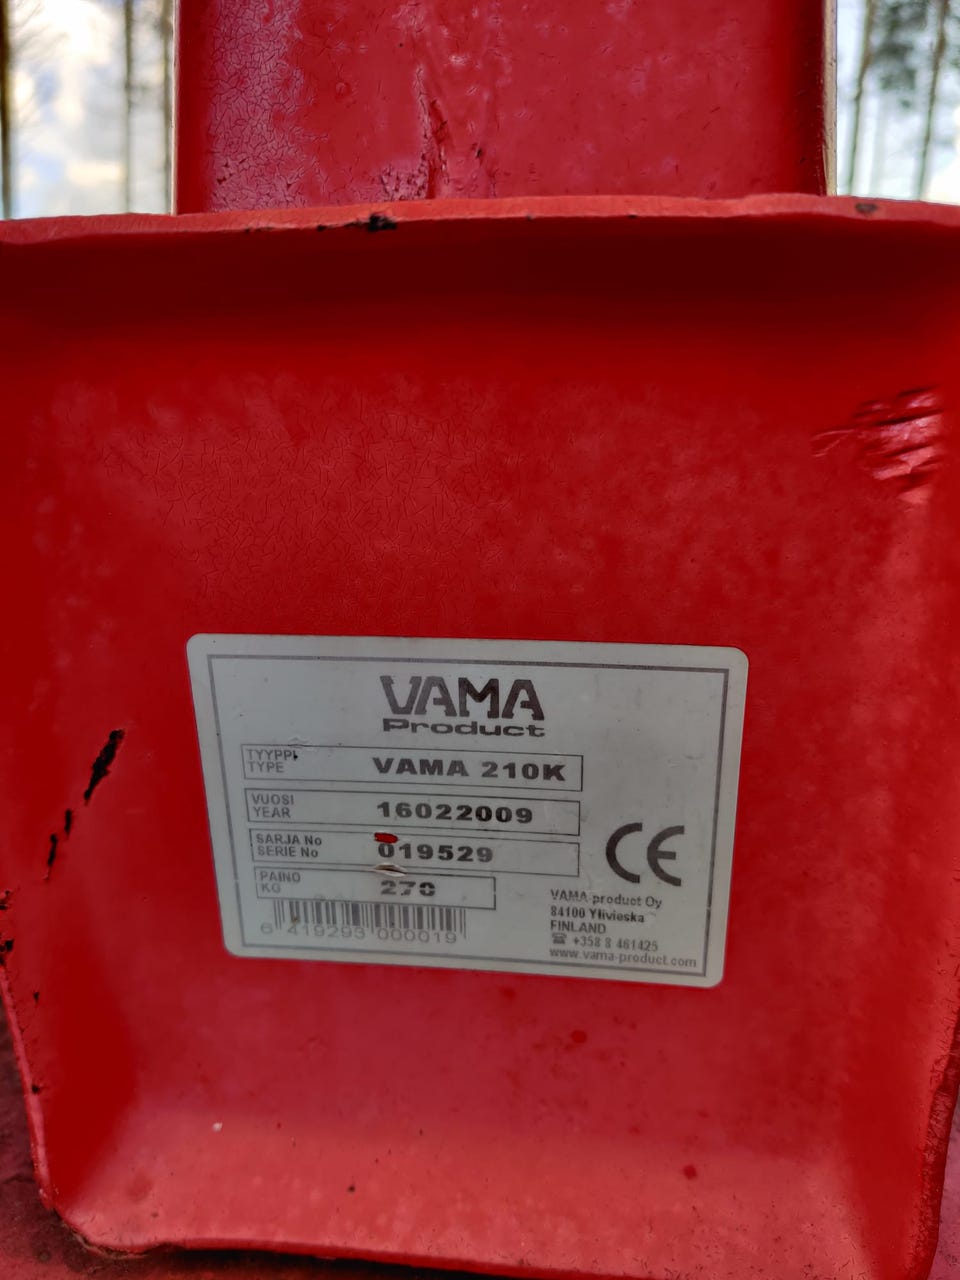 VAMA
Product
TYYPPI
TYPE
VAMA 210K
VUOSI
YEAR
16022009
SARJA No
SERIE No
019529
PAINO
KG
270
6 419293 000019
CE
VAMA product Oy
84100 Ylivieska
FINLAND
☎ +358 8 461425
www.vama-product.com